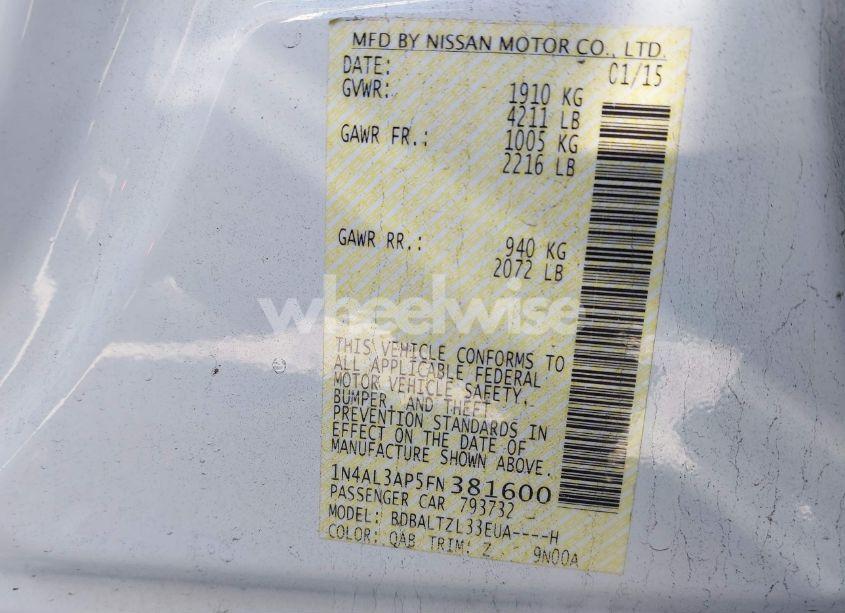 MFD BY NISSAN MOTOR CO., LTD.
DATE: 01/15
GVWR: 1910 KG
4211 LB
GAWR FR.: 1005 KG
2216 LB
GAWR RR.: 940 KG
2072 LB
wheelwise
THIS VEHICLE CONFORMS TO
ALL APPLICABLE FEDERAL
MOTOR VEHICLE SAFETY,
BUMPER, AND THEFT
PREVENTION STANDARDS IN
EFFECT ON THE DATE OF
MANUFACTURE SHOWN ABOVE.
1N4AL3AP5FN381600
PASSENGER CAR 793732
MODEL: BDBALTZL33EUA----H
COLOR: QAB TRIM: Z 9N00A